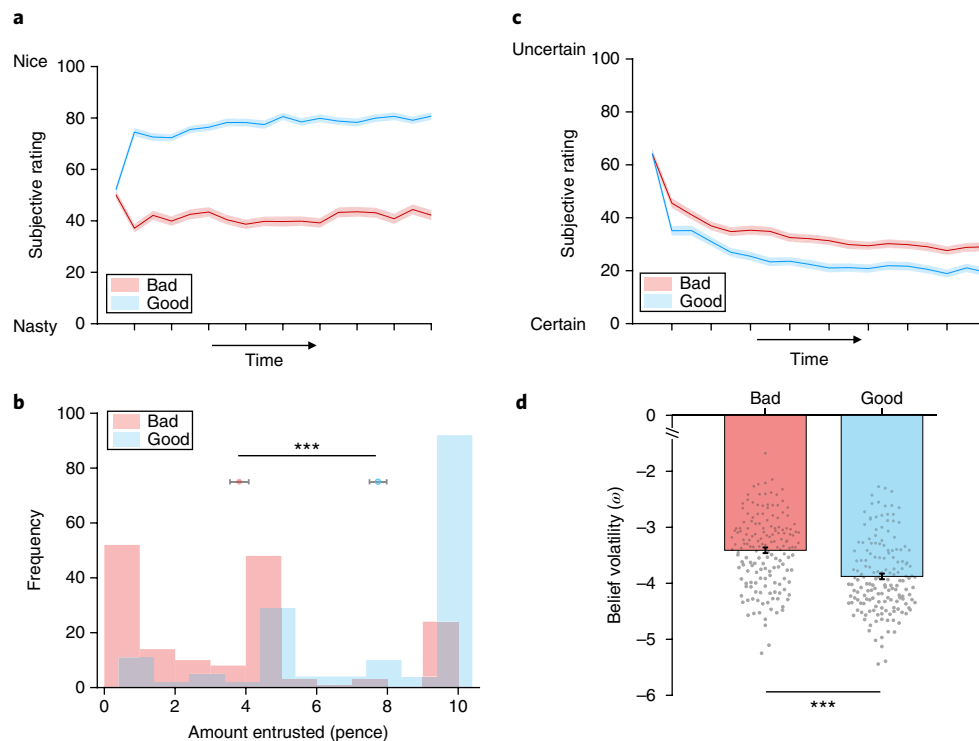 a
Nice
100
80
60
40
20
0
Nasty
Subjective rating
Bad
Good
Time
c
Uncertain
100
80
60
40
20
0
Certain
Subjective rating
Bad
Good
Time
b
100
80
60
40
20
0
Frequency
Bad
Good
***
0 2 4 6 8 10
Amount entrusted (pence)
d
Bad Good
0
–2
–3
–4
–5
–6
Belief volatility (ω)
***